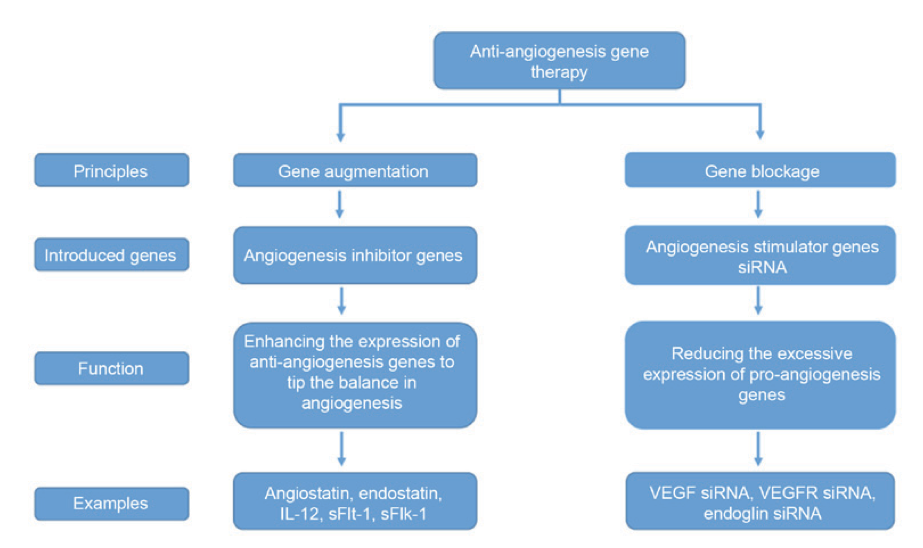 Anti-angiogenesis gene
therapy
Principles
Gene augmentation
Gene blockage
Introduced genes
Angiogenesis inhibitor genes
Angiogenesis stimulator genes
siRNA
Function
Enhancing the expression of
anti-angiogenesis genes to
tip the balance in
angiogenesis
Reducing the excessive
expression of pro-angiogenesis
genes
Examples
Angiostatin, endostatin,
IL-12, sFlt-1, sFlk-1
VEGF siRNA, VEGFR siRNA,
endoglin siRNA